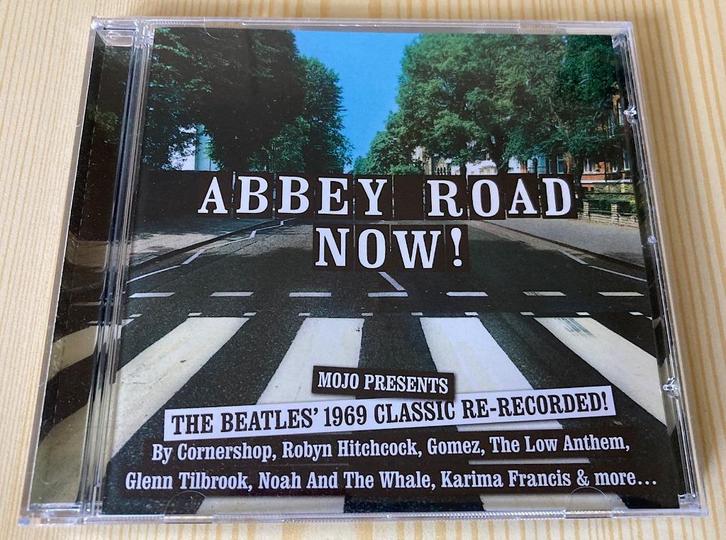 ABBEY ROAD
NOW!
MOJO PRESENTS
THE BEATLES' 1969 CLASSIC RE-RECORDED!
By Cornershop, Robyn Hitchcock, Gomez, The Low Anthem,
Glenn Tilbrook, Noah And The Whale, Karima Francis & more...